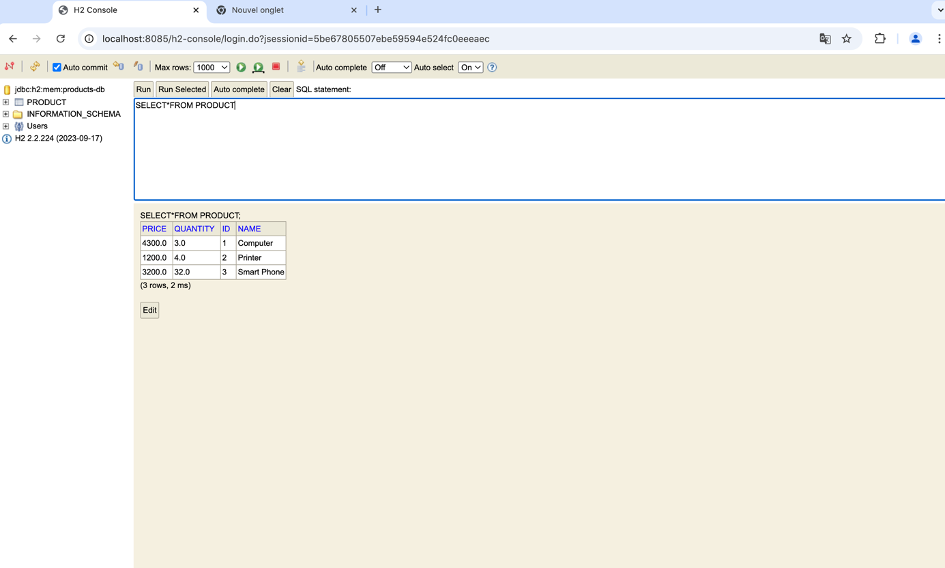 H2 Console
Nouvel onglet
localhost:8085/h2-console/login.do?jsessionid=5be67805507ebe59594e524fc0eeeaec
Auto commit Max rows: 1000 Auto complete Off Auto select On
jdbc:h2:mem:products-db
PRODUCT
INFORMATION_SCHEMA
Users
H2 2.2.224 (2023-09-17)
Run Run Selected Auto complete Clear SQL statement:
SELECT*FROM PRODUCT
SELECT*FROM PRODUCT;
PRICE QUANTITY ID NAME
4300.0 3.0 1 Computer
1200.0 4.0 2 Printer
3200.0 32.0 3 Smart Phone
(3 rows, 2 ms)
Edit